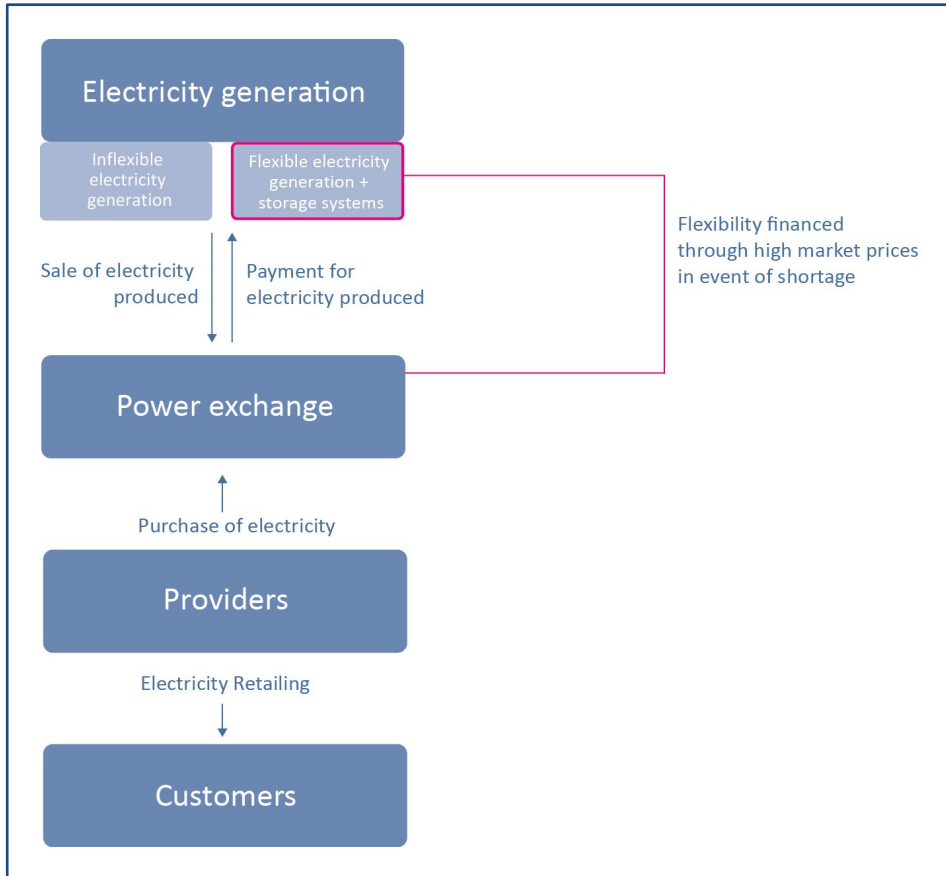 Electricity generation
Inflexible
electricity
generation
Flexible electricity
generation +
storage systems
Sale of electricity
produced
Payment for
electricity produced
Flexibility financed
through high market prices
in event of shortage
Power exchange
Purchase of electricity
Providers
Electricity Retailing
Customers